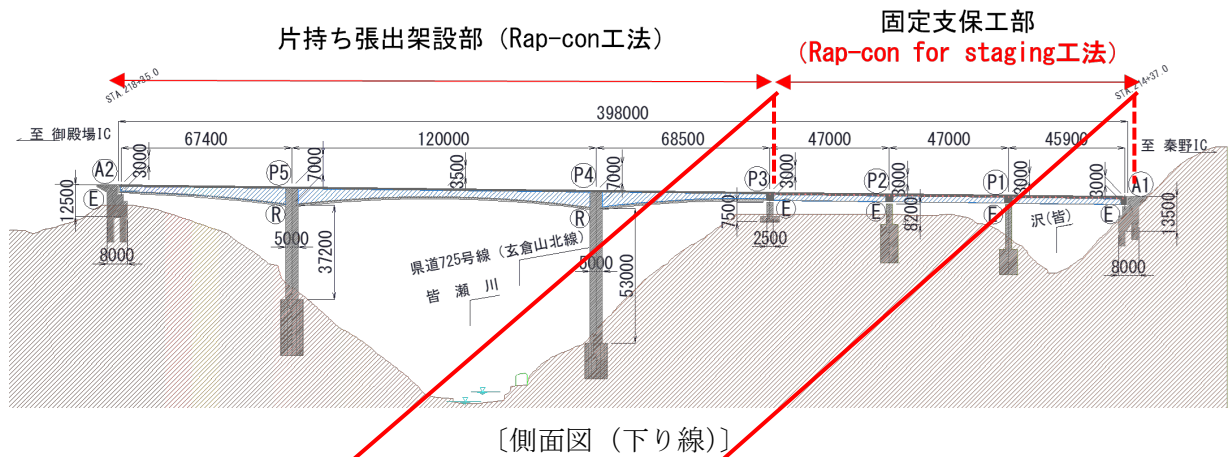 片持ち張出架設部（Rap-con工法）
固定支保工部
（Rap-con for staging工法）
STA.218+35.0
STA.214+37.0
398000
至 御殿場IC
至 秦野IC
67400
120000
68500
47000
47000
45900
A2
3000
P5
7000
3500
P4
7000
P3
3000
P2
3000
P1
3000
3000
A1
E
R
R
E
E
E
E
12500
8000
5000
37200
県道725号線（玄倉山北線）
皆瀬川
5000
53000
7500
2500
8200
沢(皆)
13500
8000
〔側面図（下り線）〕